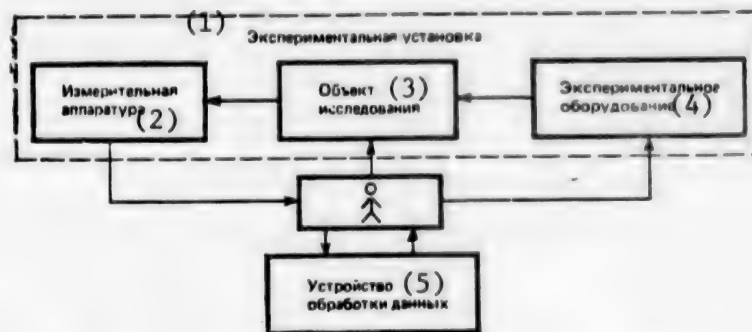 (1)
Экспериментальная установка
Измерительная
аппаратура (2)
Объект (3)
исследования
Экспериментальное
оборудование (4)
Устройство (5)
обработки данных